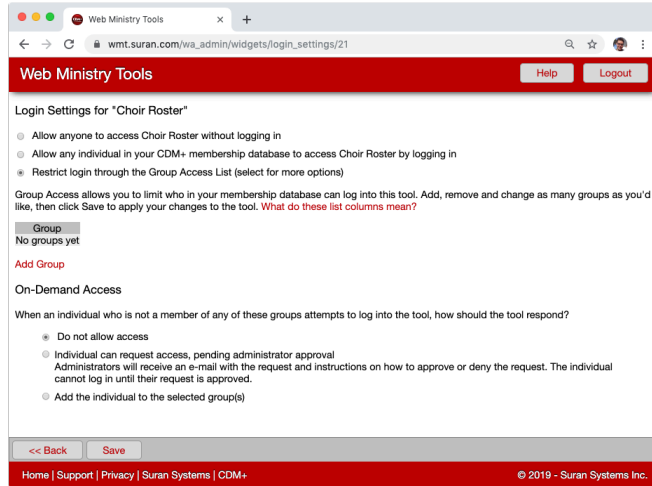 Web Ministry Tools
wmt.suran.com/wa_admin/widgets/login_settings/21
Web Ministry Tools
Help
Logout
Login Settings for "Choir Roster"
Allow anyone to access Choir Roster without logging in
Allow any individual in your CDM+ membership database to access Choir Roster by logging in
Restrict login through the Group Access List (select for more options)
Group Access allows you to limit who in your membership database can log into this tool. Add, remove and change as many groups as you'd
like, then click Save to apply your changes to the tool. What do these list columns mean?
Group
No groups yet
Add Group
On-Demand Access
When an individual who is not a member of any of these groups attempts to log into the tool, how should the tool respond?
Do not allow access
Individual can request access, pending administrator approval
Administrators will receive an e-mail with the request and instructions on how to approve or deny the request. The individual
cannot log in until their request is approved.
Add the individual to the selected group(s)
<< Back
Save
Home | Support | Privacy | Suran Systems | CDM+
© 2019 - Suran Systems Inc.